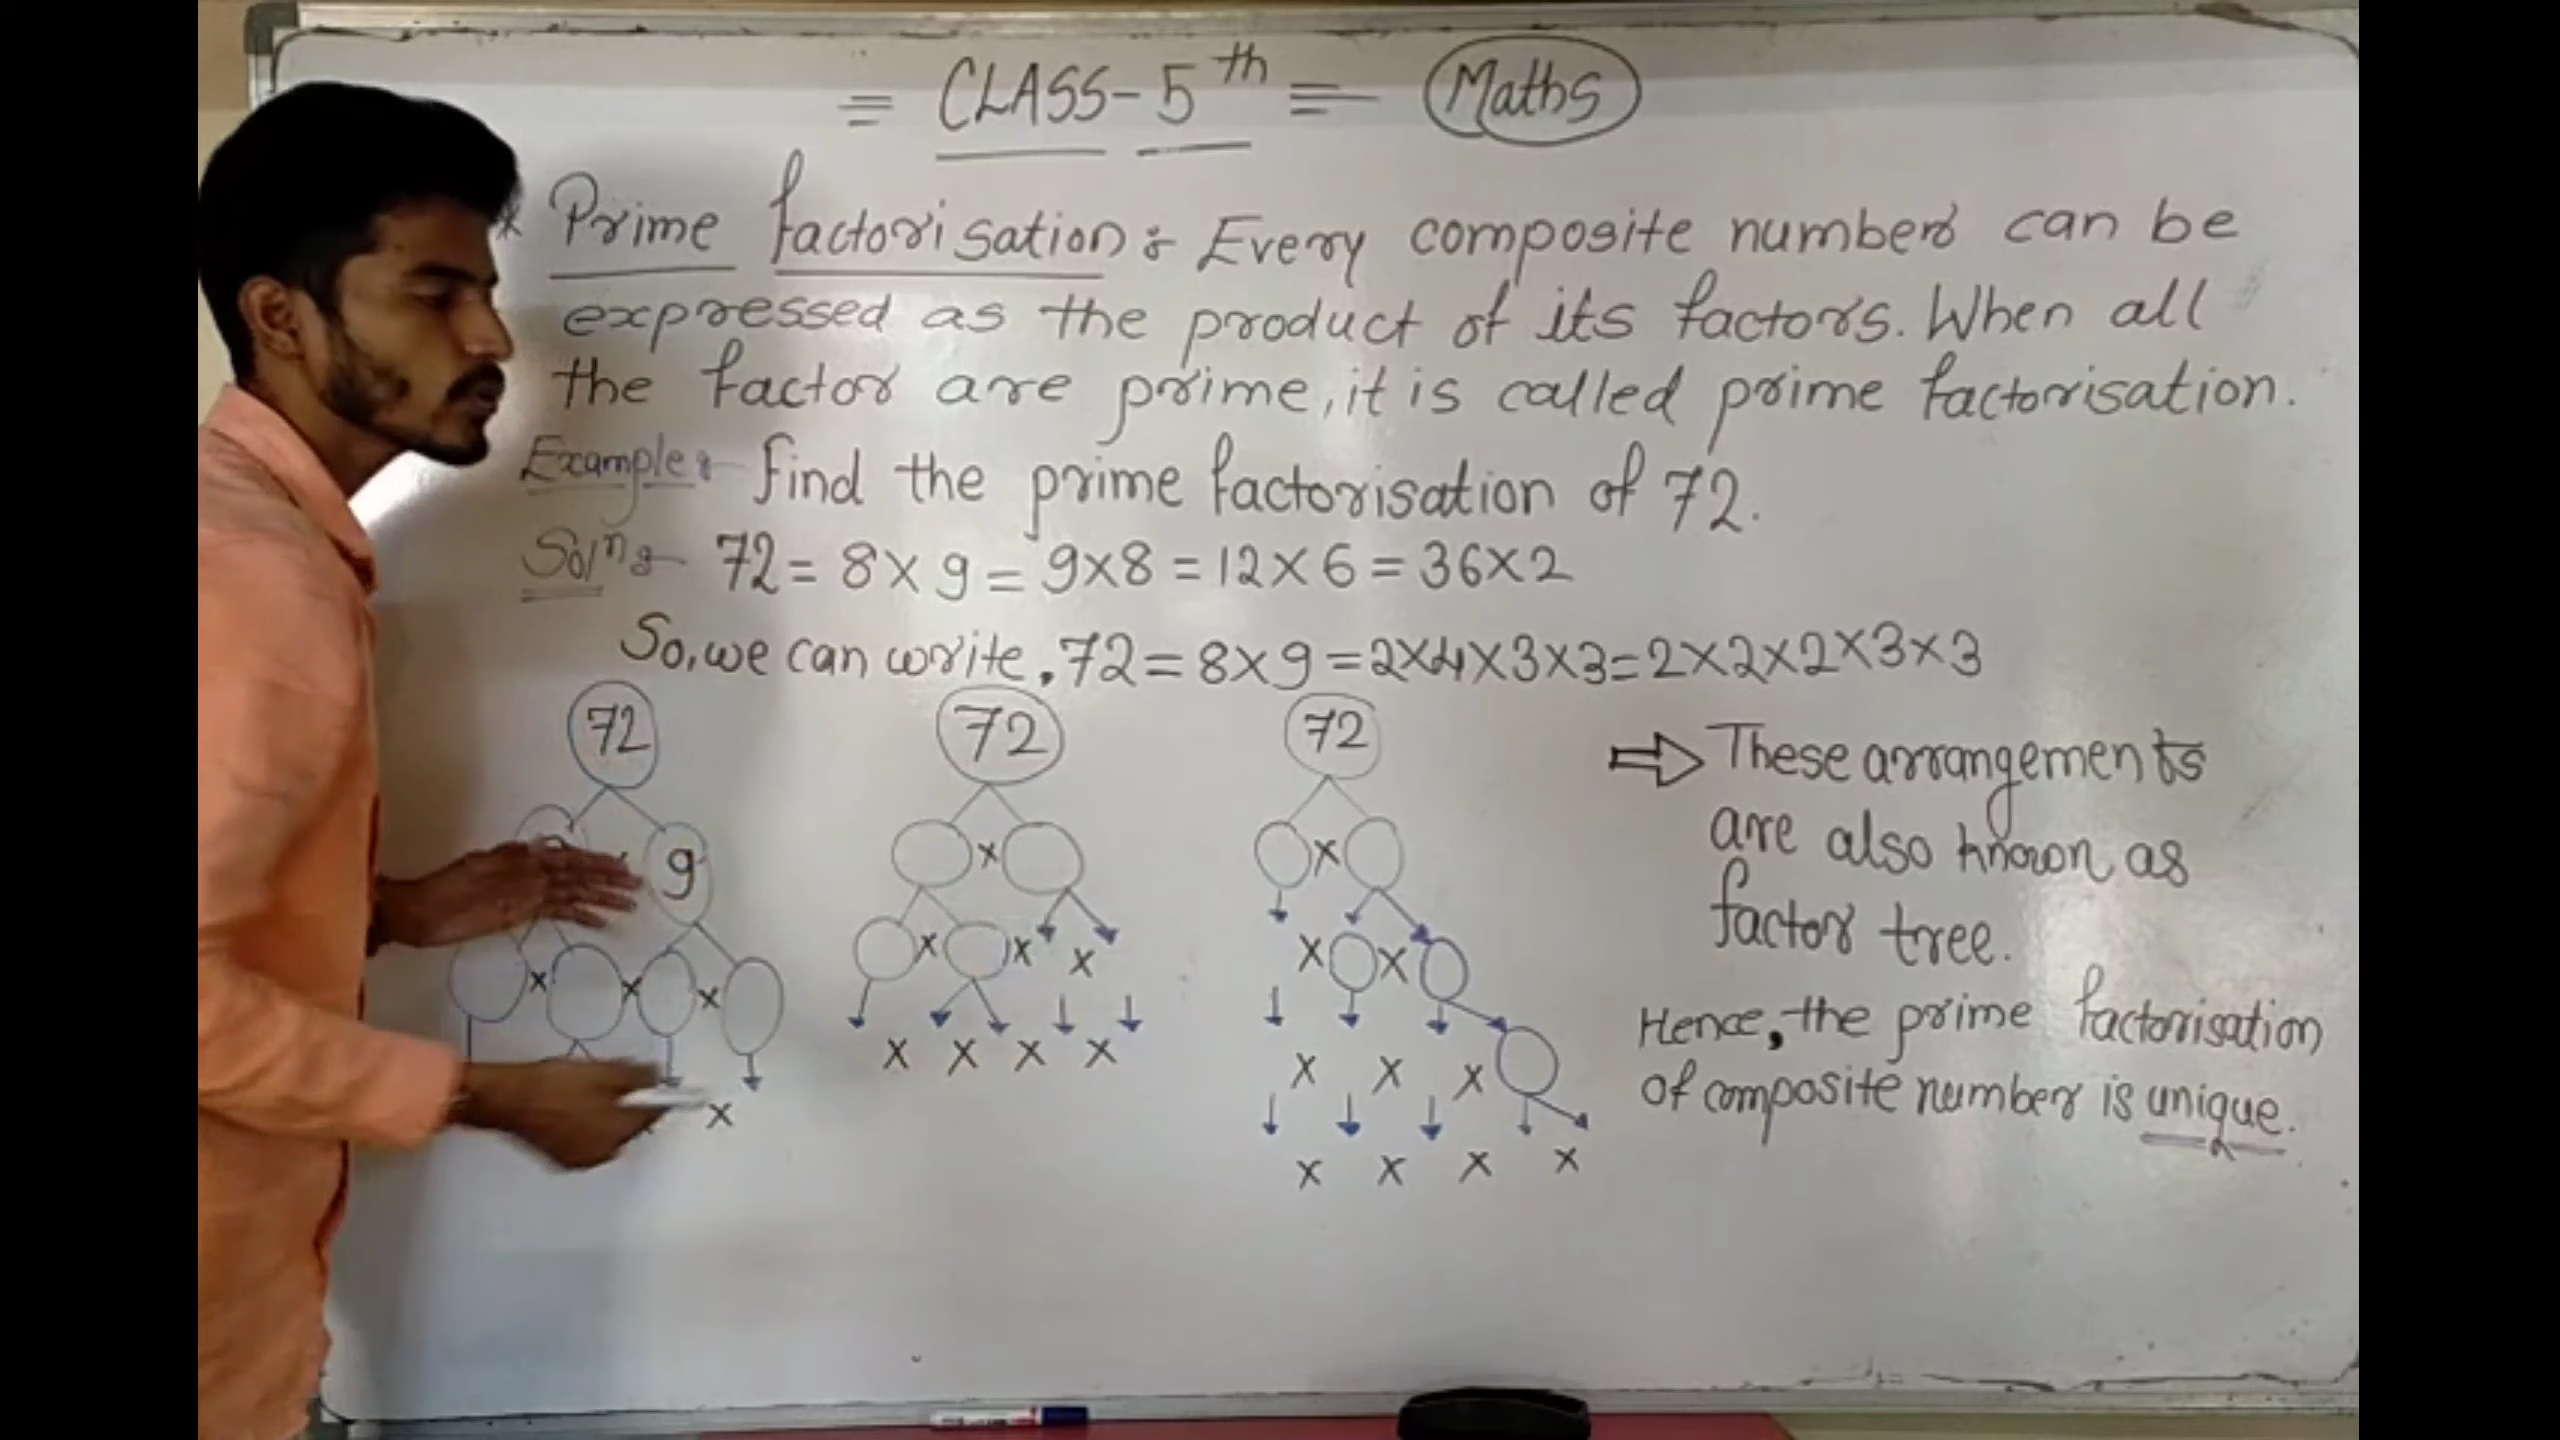 = CLASS-5th = Maths
* Prime factorisation:- Every composite number can be
expressed as the product of its factors. When all
the factor are prime, it is called prime factorisation.
Example:- find the prime factorisation of 72.
Solⁿ:- 72 = 8×9 = 9×8 = 12×6 = 36×2
So, we can write, 72 = 8×9 = 2×4×3×3 = 2×2×2×3×3
72 72 72
9 × ×
× × × × × × × ×
× × × × × × × ×
× × × ×
⇒ These arrangements
are also known as
factor tree.
Hence, the prime factorisation
of composite number is unique.